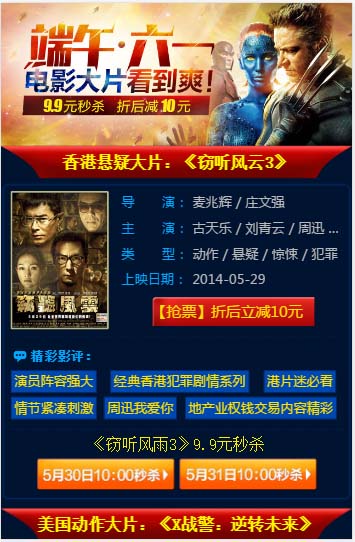 端午·六一
电影大片看到爽！
9.9元秒杀 折后减10元
香港悬疑大片：《窃听风云3》
导 演：麦兆辉 / 庄文强
主 演：古天乐 / 刘青云 / 周迅 ...
类 型：动作 / 悬疑 / 惊悚 / 犯罪
上映日期：2014-05-29
竊聽風雲
【抢票】折后立减10元
精彩影评：
演员阵容强大 经典香港犯罪剧情系列 港片迷必看
情节紧凑刺激 周迅我爱你 地产业权钱交易内容精彩
《窃听风雨3》9.9元秒杀
5月30日10:00秒杀 5月31日10:00秒杀
美国动作大片：《X战警：逆转未来》